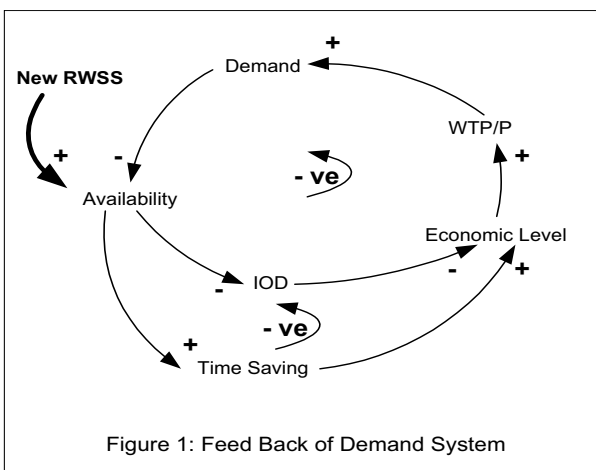 +
Demand
New RWSS
WTP/P
+
-
- ve
+
Availability
Economic Level
-
+
-
IOD
- ve
+
Time Saving
Figure 1: Feed Back of Demand System